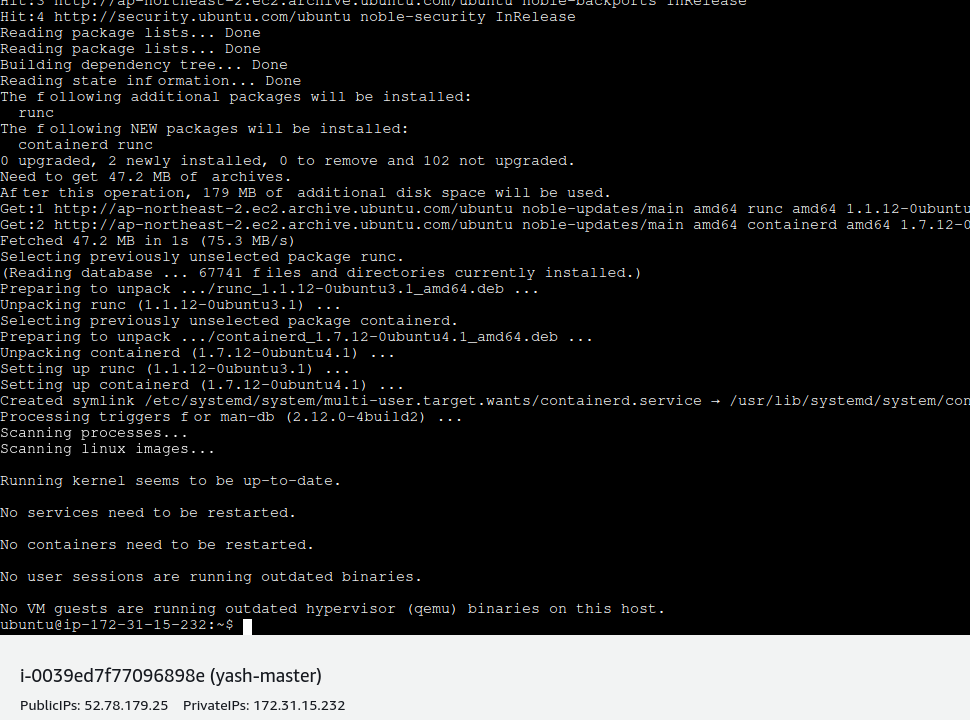 Hit:3 http://ap-northeast-2.ec2.archive.ubuntu.com/ubuntu noble-backports InRelease
Hit:4 http://security.ubuntu.com/ubuntu noble-security InRelease
Reading package lists... Done
Reading package lists... Done
Building dependency tree... Done
Reading state information... Done
The following additional packages will be installed:
  runc
The following NEW packages will be installed:
  containerd runc
0 upgraded, 2 newly installed, 0 to remove and 102 not upgraded.
Need to get 47.2 MB of archives.
After this operation, 179 MB of additional disk space will be used.
Get:1 http://ap-northeast-2.ec2.archive.ubuntu.com/ubuntu noble-updates/main amd64 runc amd64 1.1.12-0ubuntu
Get:2 http://ap-northeast-2.ec2.archive.ubuntu.com/ubuntu noble-updates/main amd64 containerd amd64 1.7.12-0
Fetched 47.2 MB in 1s (75.3 MB/s)
Selecting previously unselected package runc.
(Reading database ... 67741 files and directories currently installed.)
Preparing to unpack .../runc_1.1.12-0ubuntu3.1_amd64.deb ...
Unpacking runc (1.1.12-0ubuntu3.1) ...
Selecting previously unselected package containerd.
Preparing to unpack .../containerd_1.7.12-0ubuntu4.1_amd64.deb ...
Unpacking containerd (1.7.12-0ubuntu4.1) ...
Setting up runc (1.1.12-0ubuntu3.1) ...
Setting up containerd (1.7.12-0ubuntu4.1) ...
Created symlink /etc/systemd/system/multi-user.target.wants/containerd.service → /usr/lib/systemd/system/con
Processing triggers for man-db (2.12.0-4build2) ...
Scanning processes...
Scanning linux images...
Running kernel seems to be up-to-date.
No services need to be restarted.
No containers need to be restarted.
No user sessions are running outdated binaries.
No VM guests are running outdated hypervisor (qemu) binaries on this host.
ubuntu@ip-172-31-15-232:~$
i-0039ed7f77096898e (yash-master)
PublicIPs: 52.78.179.25 PrivateIPs: 172.31.15.232